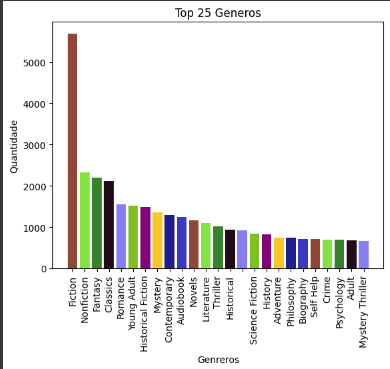 Top 25 Generos
Quantidade
5000
4000
3000
2000
1000
0
Fiction
Nonfiction
Fantasy
Classics
Romance
Young Adult
Historical Fiction
Mystery
Contemporary
Audiobook
Novels
Literature
Thriller
Historical
Science Fiction
History
Adventure
Philosophy
Biography
Self Help
Crime
Psychology
Adult
Mystery Thriller
Genreros